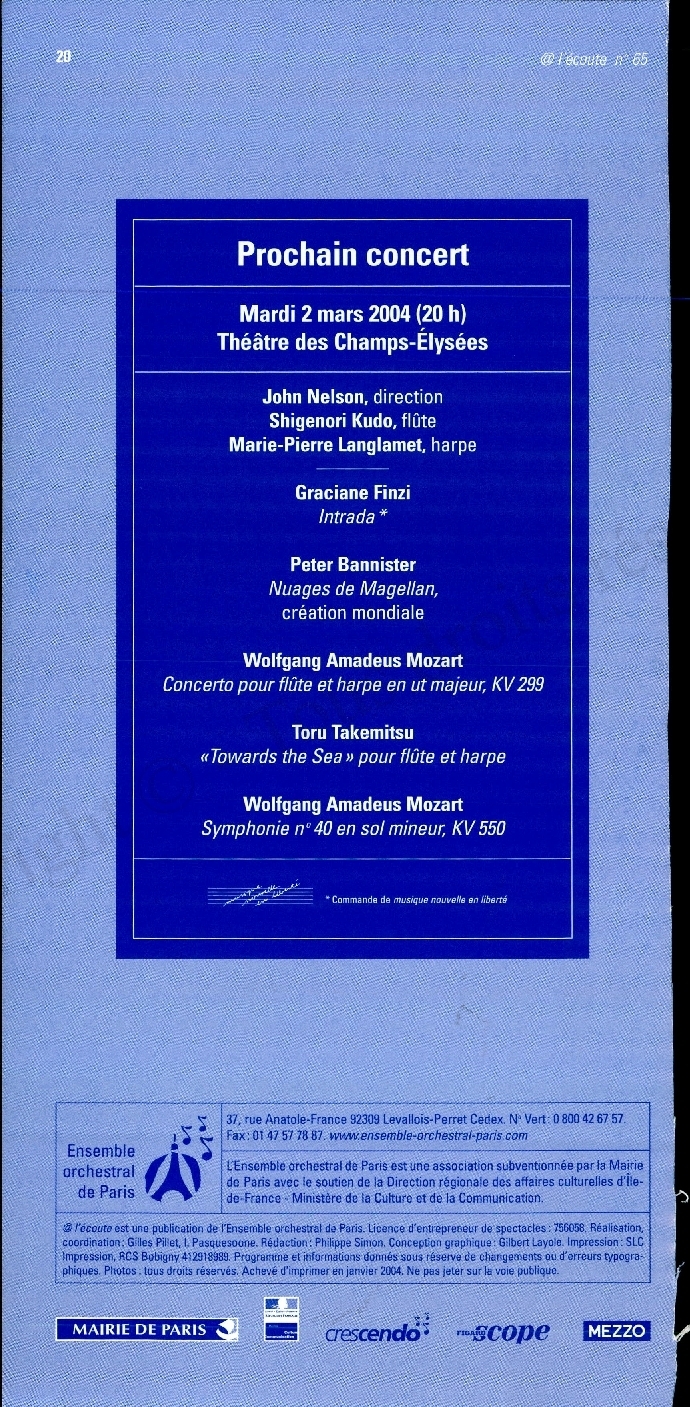 20
@ l'écoute n° 65
Prochain concert
Mardi 2 mars 2004 (20 h)
Théâtre des Champs-Élysées
John Nelson, direction
Shigenori Kudo, flûte
Marie-Pierre Langlamet, harpe
Graciane Finzi
Intrada *
Peter Bannister
Nuages de Magellan,
création mondiale
Wolfgang Amadeus Mozart
Concerto pour flûte et harpe en ut majeur, KV 299
Toru Takemitsu
«Towards the Sea» pour flûte et harpe
Wolfgang Amadeus Mozart
Symphonie n° 40 en sol mineur, KV 550
musique nouvelle en liberté
* Commande de musique nouvelle en liberté
Ensemble
orchestral
de Paris
37, rue Anatole-France 92309 Levallois-Perret Cedex. N° Vert : 0 800 42 67 57.
Fax : 01 47 57 78 87. www.ensemble-orchestral-paris.com
L'Ensemble orchestral de Paris est une association subventionnée par la Mairie
de Paris avec le soutien de la Direction régionale des affaires culturelles d'Île-
de-France - Ministère de la Culture et de la Communication.
@ l'écoute est une publication de l'Ensemble orchestral de Paris. Licence d'entrepreneur de spectacles : 756058. Réalisation,
coordination : Gilles Pillet, I. Pasquesoone. Rédaction : Philippe Simon. Conception graphique : Gilbert Layole. Impression : SLC
Impression, RCS Bobigny 412918989. Programme et informations donnés sous réserve de changements ou d'erreurs typogra-
phiques. Photos : tous droits réservés. Achevé d'imprimer en janvier 2004. Ne pas jeter sur la voie publique.
MAIRIE DE PARIS
crescendo
FIGARO scope
MEZZO